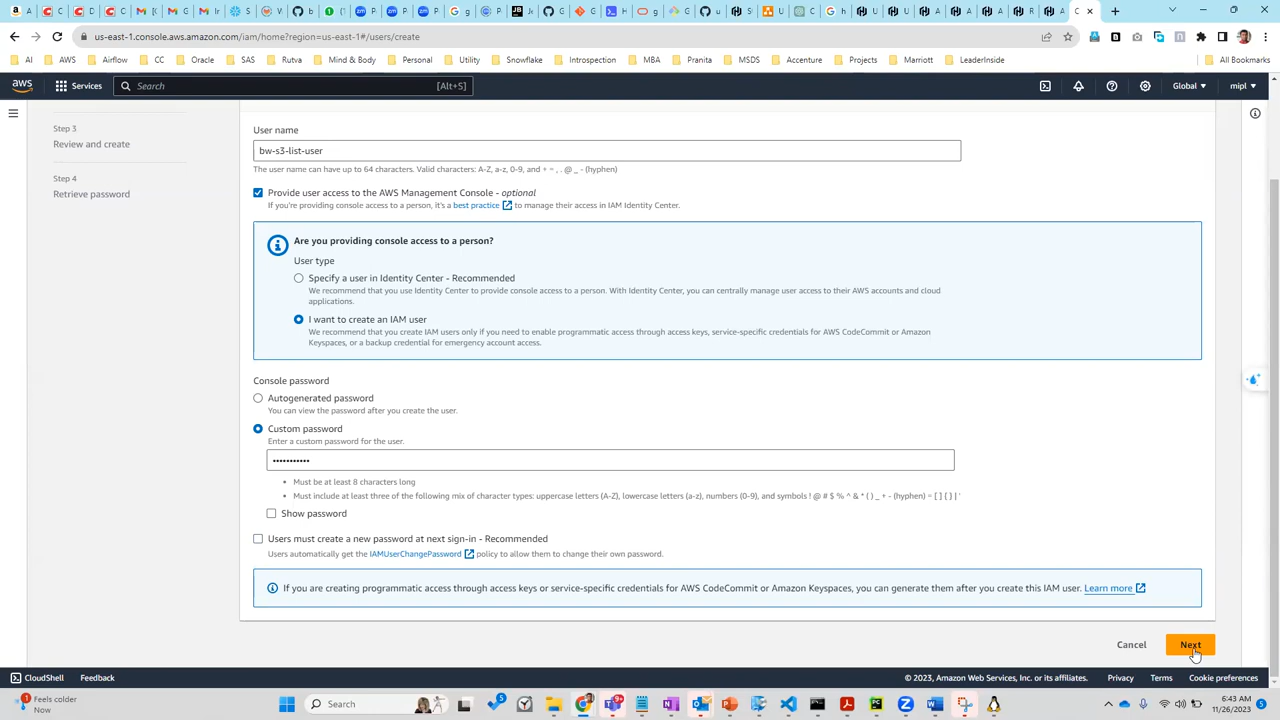 6:43 AM
us-east-1.console.aws.amazon.com/iam/home?region=us-east-1#/users/create
AI AWS Airflow CC Oracle SAS Rutva Mind & Body Personal Utility Snowflake Introspection MBA Pranita MSDS Accenture Projects Marriott LeaderInside All Bookmarks
aws Services Search [Alt+S] Global mipl
Step 3
Review and create
Step 4
Retrieve password
User name
bw-s3-list-user
The user name can have up to 64 characters. Valid characters: A-Z, a-z, 0-9, and + = , . @ _ - (hyphen)
Provide user access to the AWS Management Console - optional
If you're providing console access to a person, it's a best practice to manage their access in IAM Identity Center.
Are you providing console access to a person?
User type
Specify a user in Identity Center - Recommended
We recommend that you use Identity Center to provide console access to a person. With Identity Center, you can centrally manage user access to their AWS accounts and cloud
applications.
I want to create an IAM user
We recommend that you create IAM users only if you need to enable programmatic access through access keys, service-specific credentials for AWS CodeCommit or Amazon
Keyspaces, or a backup credential for emergency account access.
Console password
Autogenerated password
You can view the password after you create the user.
Custom password
Enter a custom password for the user.
•••••••••••
Must be at least 8 characters long
Must include at least three of the following mix of character types: uppercase letters (A-Z), lowercase letters (a-z), numbers (0-9), and symbols ! @ # $ % ^ & * ( ) _ + - (hyphen) = [ ] { } | '
Show password
Users must create a new password at next sign-in - Recommended
Users automatically get the IAMUserChangePassword policy to allow them to change their own password.
If you are creating programmatic access through access keys or service-specific credentials for AWS CodeCommit or Amazon Keyspaces, you can generate them after you create this IAM user. Learn more
Cancel Next
CloudShell Feedback © 2023, Amazon Web Services, Inc. or its affiliates. Privacy Terms Cookie preferences
Feels colder
Now
Search
11/26/2023